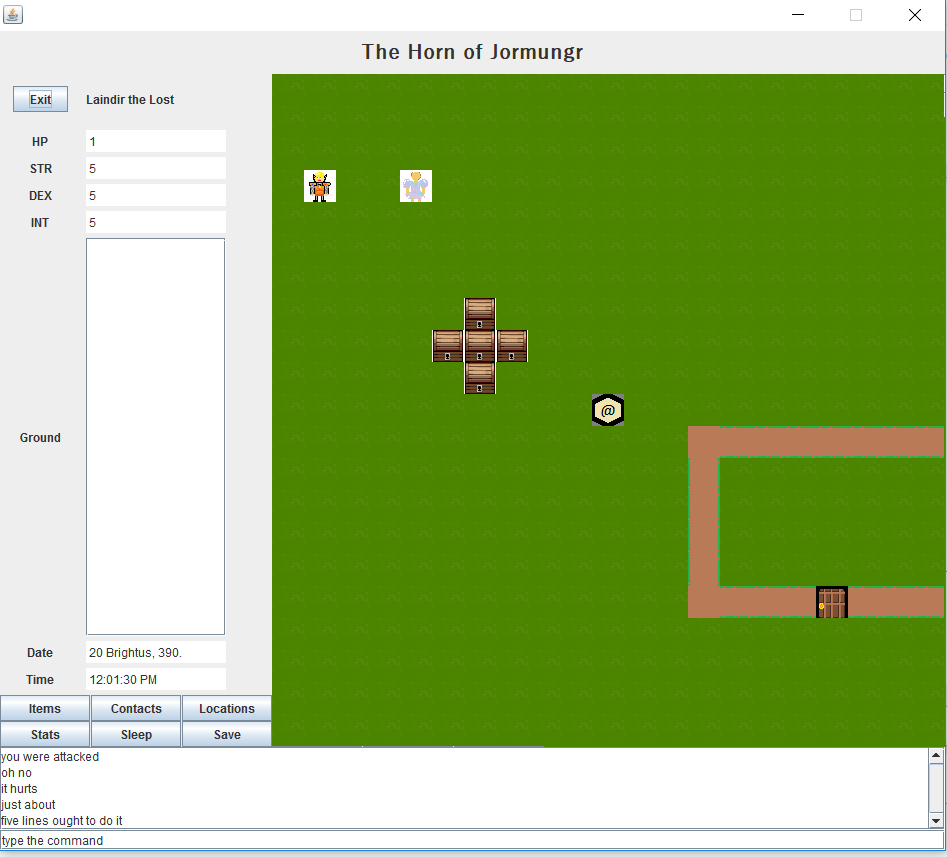 The Horn of Jormungr
Exit Laindir the Lost
HP 1
STR 5
DEX 5
INT 5
Ground
@
Date 20 Brightus, 390.
Time 12:01:30 PM
Items Contacts Locations
Stats Sleep Save
you were attacked
oh no
it hurts
just about
five lines ought to do it
type the command